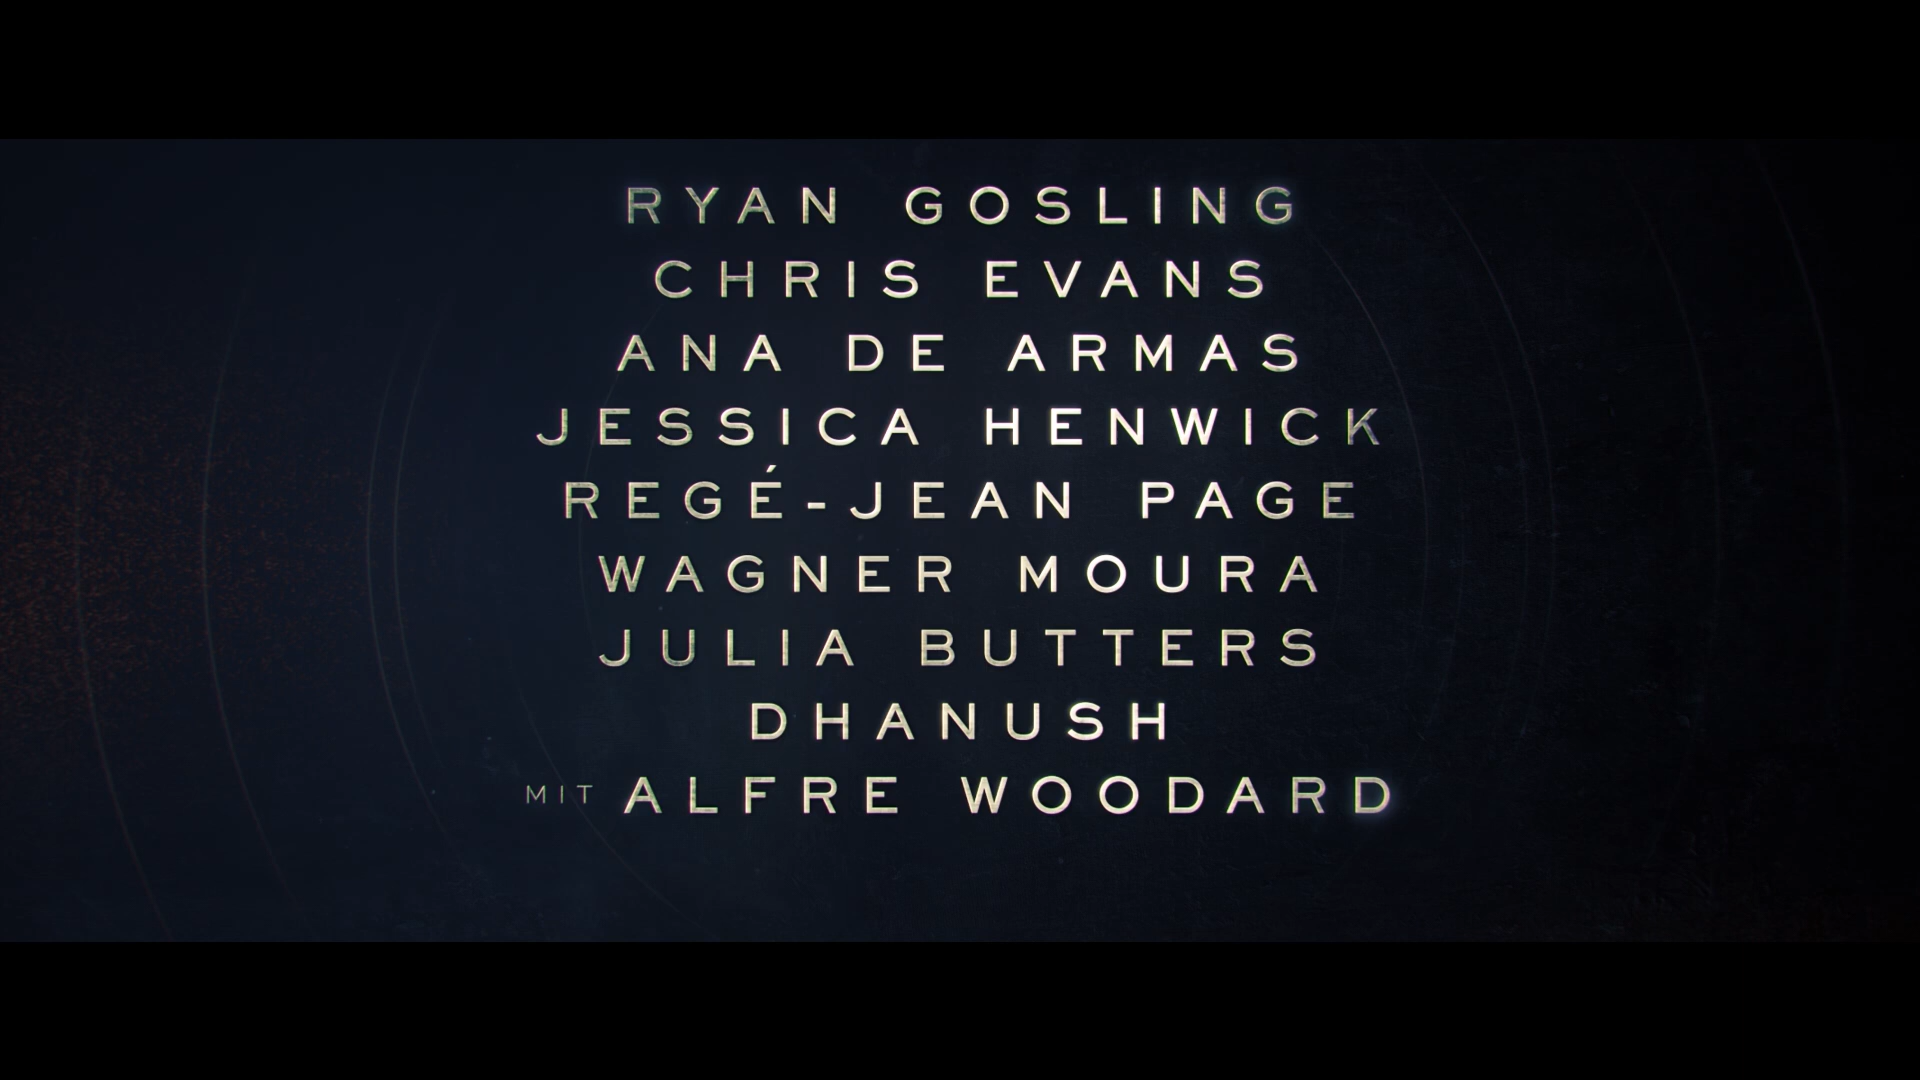 RYAN GOSLING
CHRIS EVANS
ANA DE ARMAS
JESSICA HENWICK
REGÉ-JEAN PAGE
WAGNER MOURA
JULIA BUTTERS
DHANUSH
MIT ALFRE WOODARD